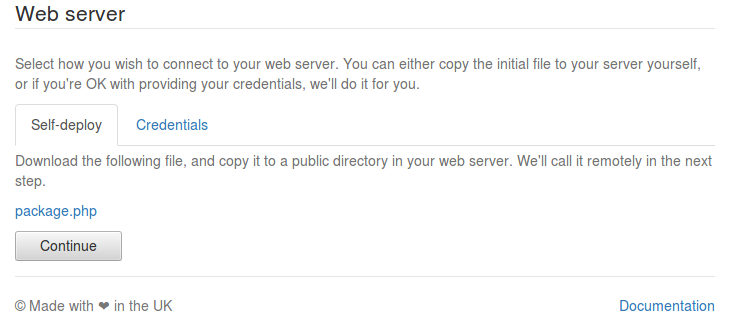 Web server
Select how you wish to connect to your web server. You can either copy the initial file to your server yourself,
or if you're OK with providing your credentials, we'll do it for you.
Self-deploy
Credentials
Download the following file, and copy it to a public directory in your web server. We'll call it remotely in the next
step.
package.php
Continue
© Made with ❤ in the UK
Documentation